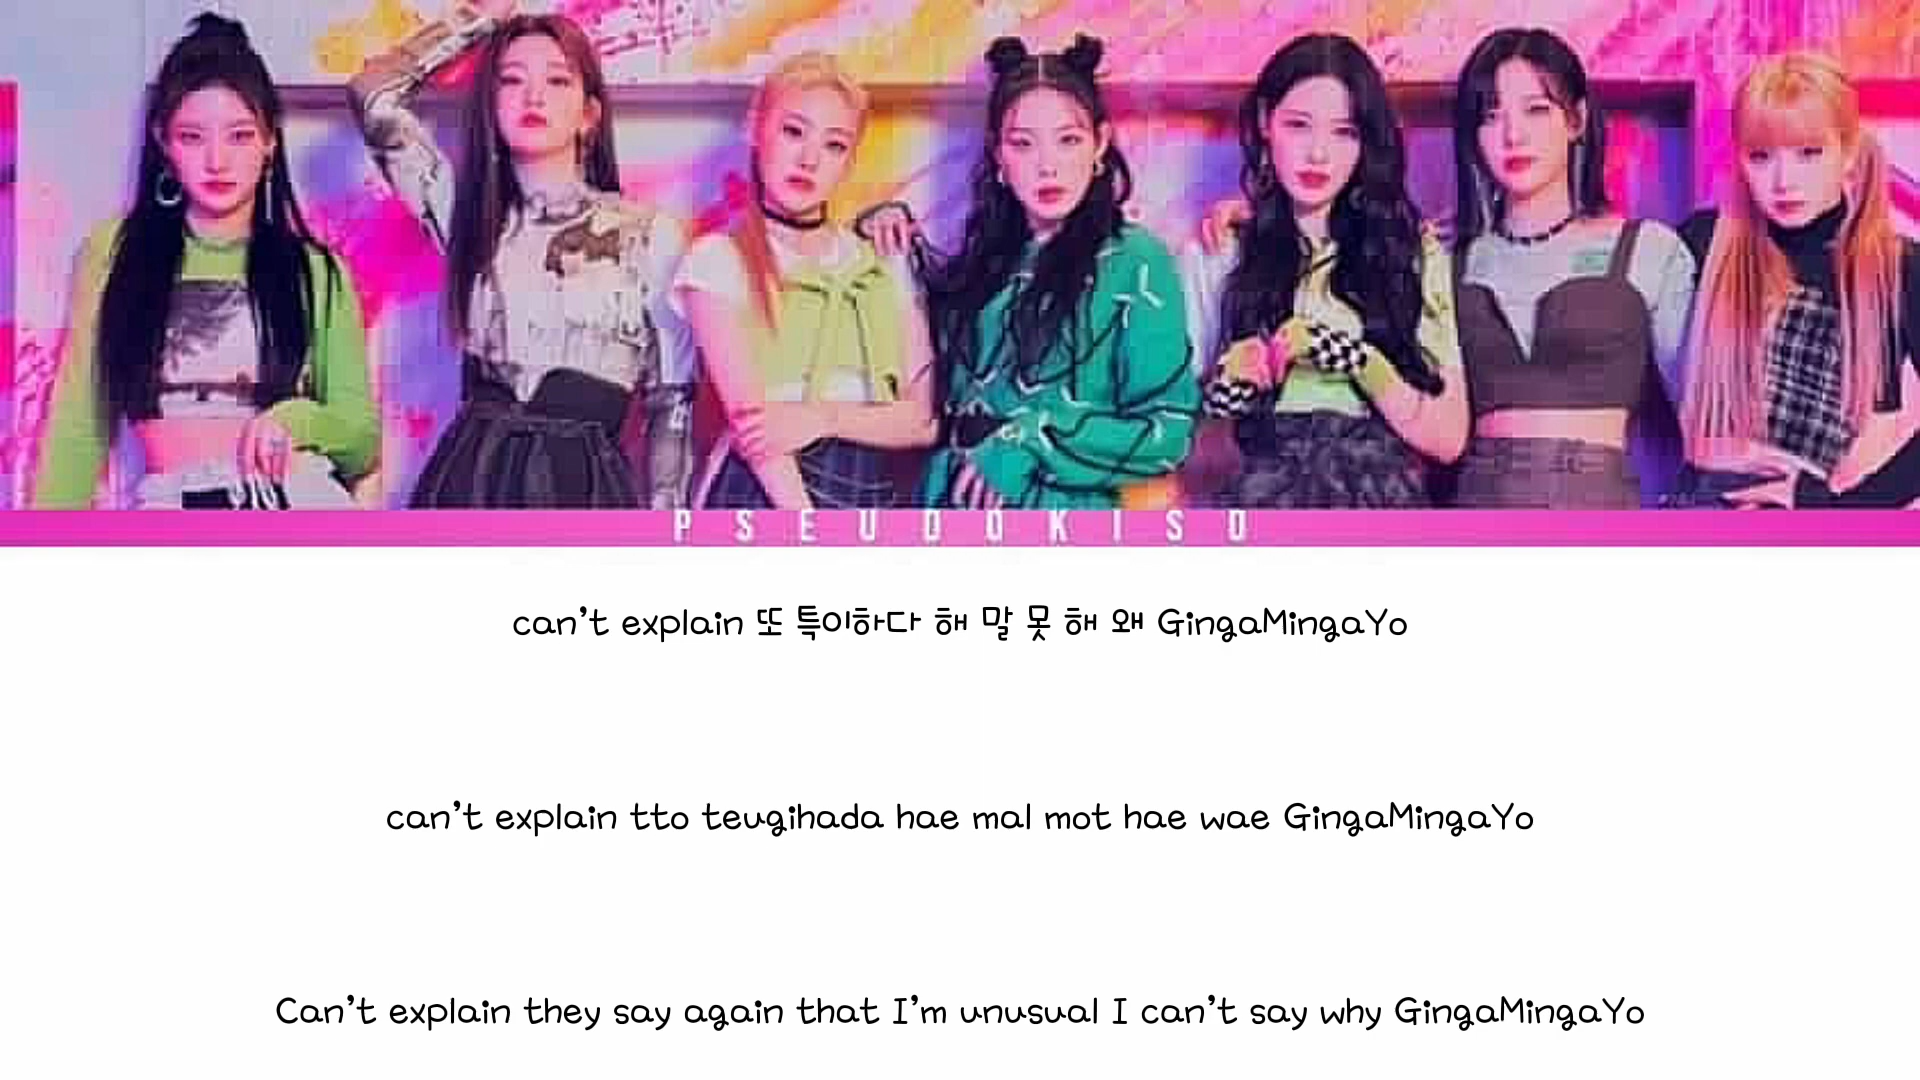 PSEUDOKISO
can't explain 또 특이하다 해 말 못 해 왜 GingaMingaYo
can't explain tto teugihada hae mal mot hae wae GingaMingaYo
Can't explain they say again that I'm unusual I can't say why GingaMingaYo